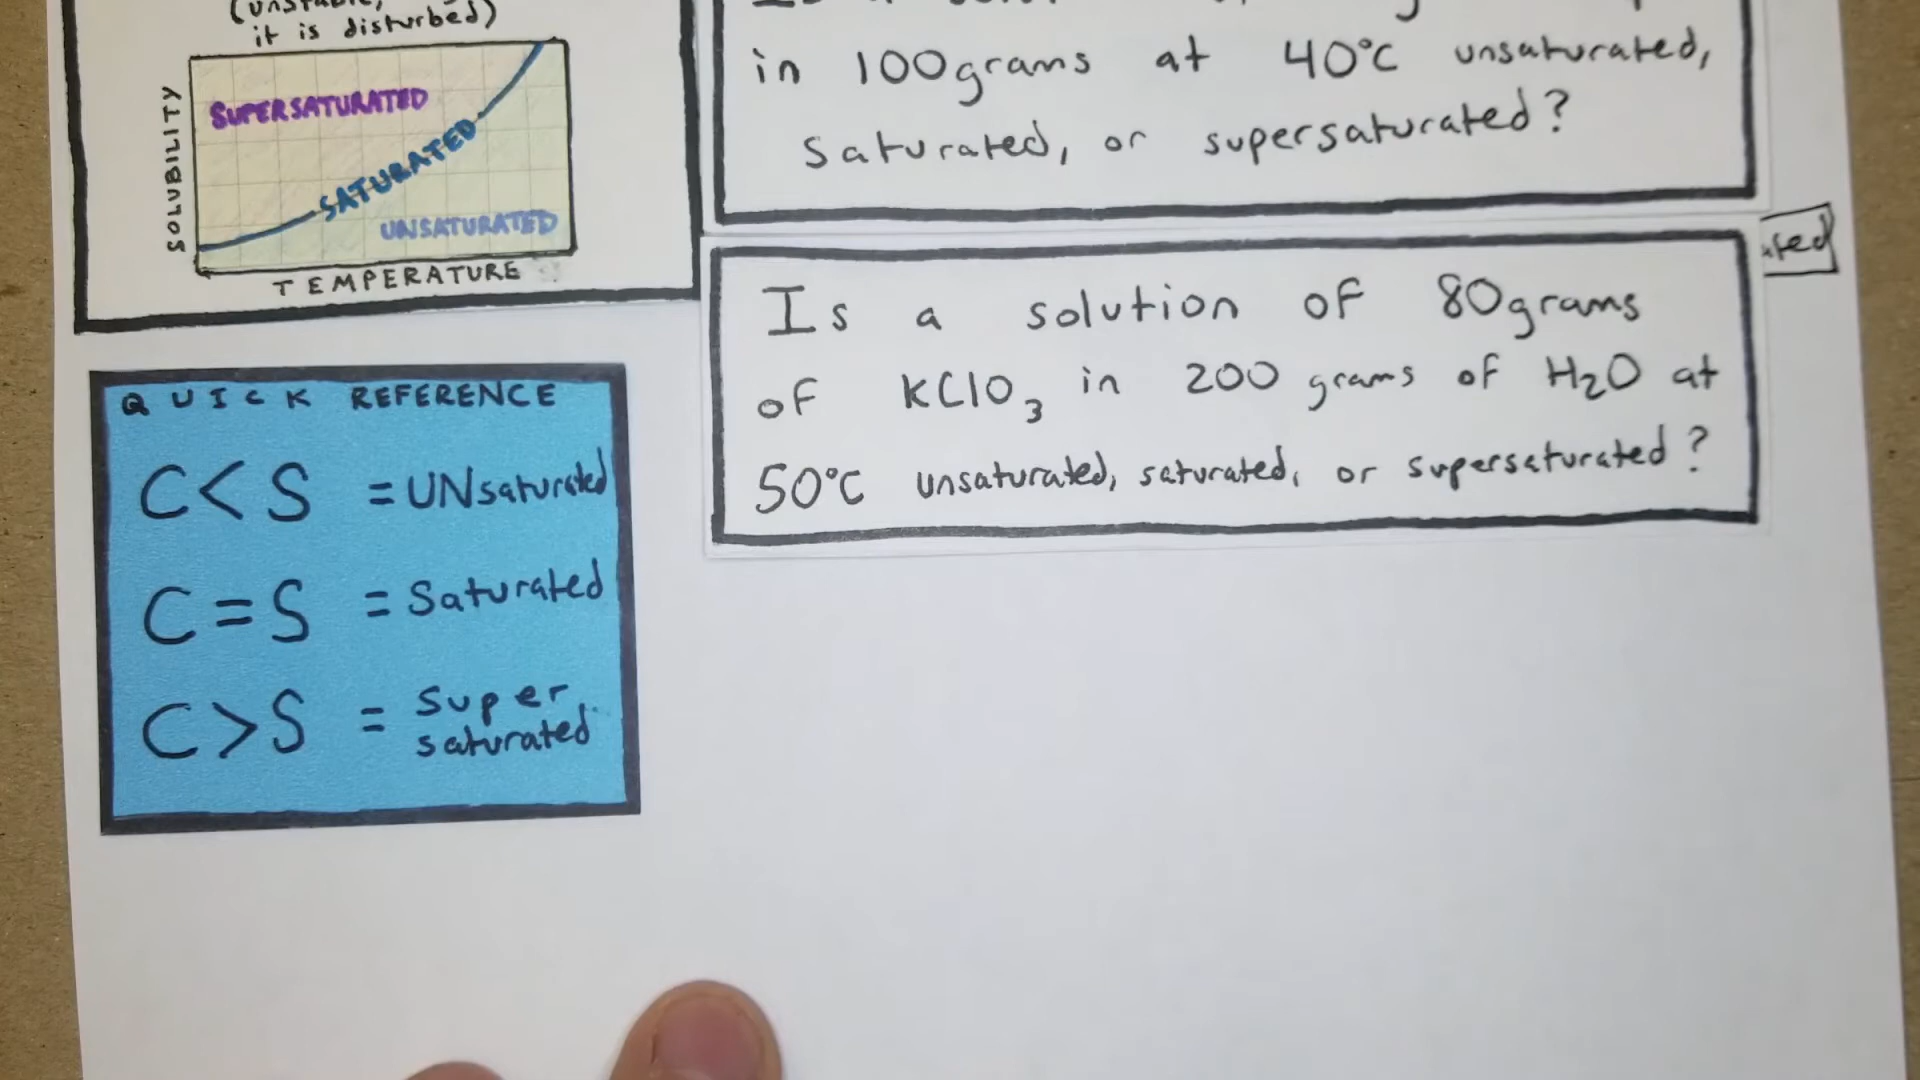 it is disturbed)
SUPERSATURATED
SATURATED
UNSATURATED
SOLUBILITY
TEMPERATURE
QUICK REFERENCE
C<S = UNsaturated
C=S = Saturated
C>S = Super
saturated
in 100grams at 40°C unsaturated,
saturated, or supersaturated?
Is a solution of 80grams
of KClO₃ in 200 grams of H₂O at
50°C unsaturated, saturated, or supersaturated?